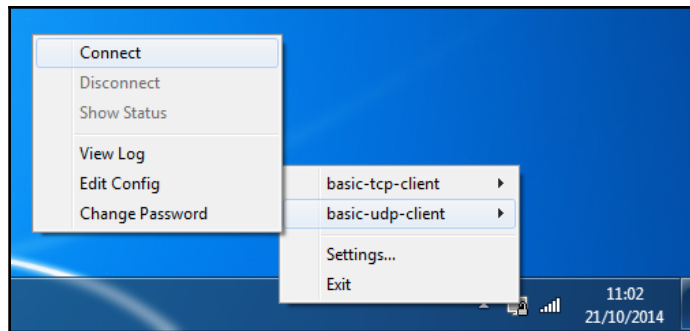 Connect
Disconnect
Show Status
View Log
Edit Config
Change Password
basic-tcp-client
basic-udp-client
Settings...
Exit
11:02
21/10/2014